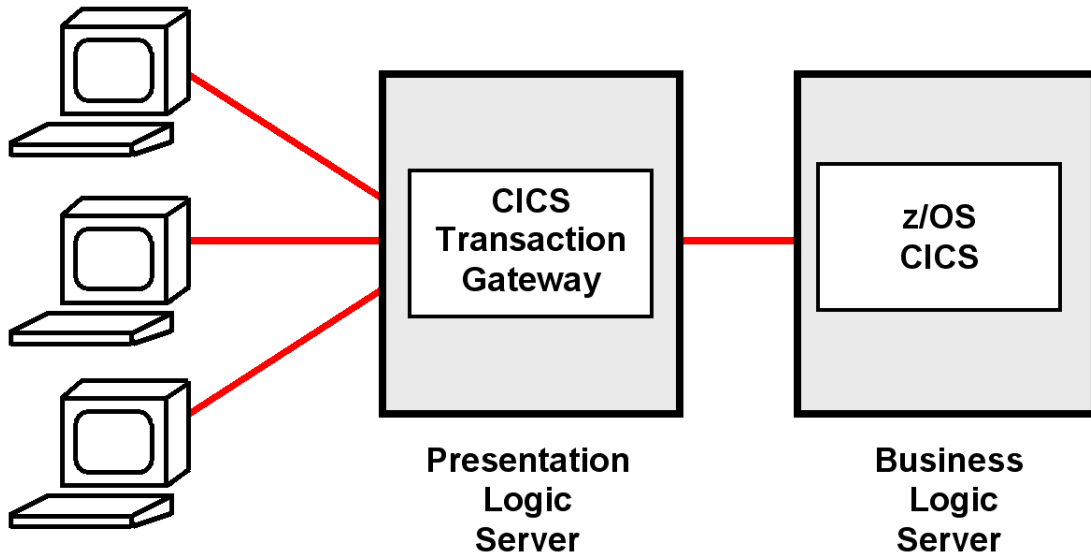 CICS
Transaction
Gateway
z/OS
CICS
Presentation
Logic
Server
Business
Logic
Server